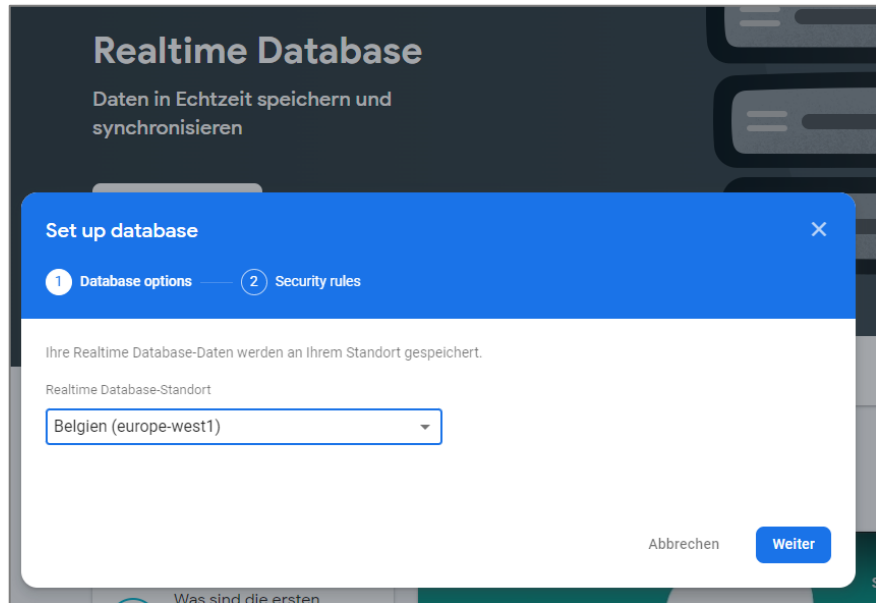 Realtime Database
Daten in Echtzeit speichern und
synchronisieren
Set up database
1 Database options 2 Security rules
Ihre Realtime Database-Daten werden an Ihrem Standort gespeichert.
Realtime Database-Standort
Belgien (europe-west1)
Abbrechen Weiter
Was sind die ersten